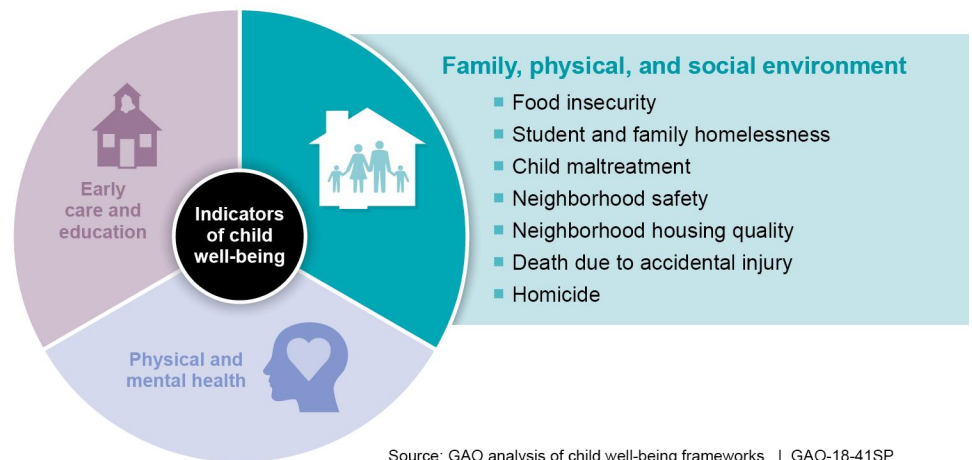 Early
care and
education
Indicators
of child
well-being
Physical and
mental health
Family, physical, and social environment
Food insecurity
Student and family homelessness
Child maltreatment
Neighborhood safety
Neighborhood housing quality
Death due to accidental injury
Homicide
Source: GAO analysis of child well-being frameworks. | GAO-18-41SP